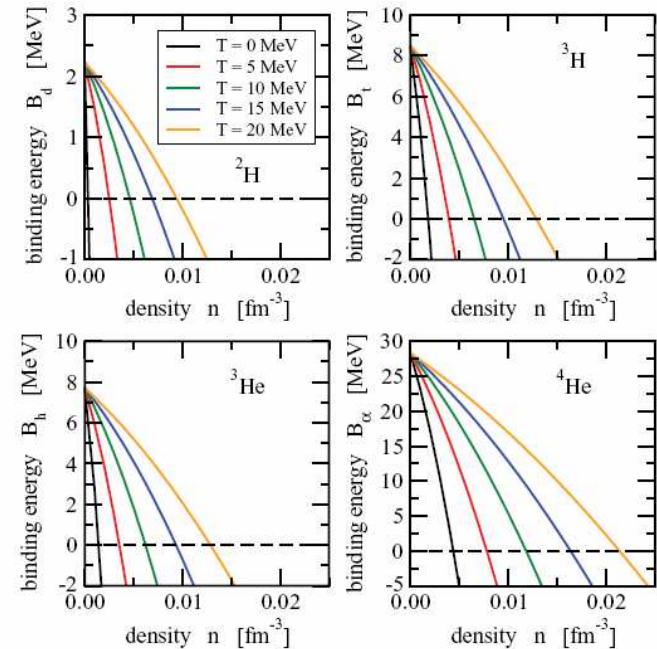 binding energy B_d [MeV]
3
2
1
0
-1
T = 0 MeV
T = 5 MeV
T = 10 MeV
T = 15 MeV
T = 20 MeV
²H
0.00 0.01 0.02
density n [fm⁻³]
binding energy B_t [MeV]
10
8
6
4
2
0
-2
³H
0.00 0.01 0.02
density n [fm⁻³]
binding energy B_h [MeV]
10
8
6
4
2
0
-2
³He
0.00 0.01 0.02
density n [fm⁻³]
binding energy B_α [MeV]
30
25
20
15
10
5
0
-5
⁴He
0.00 0.01 0.02
density n [fm⁻³]